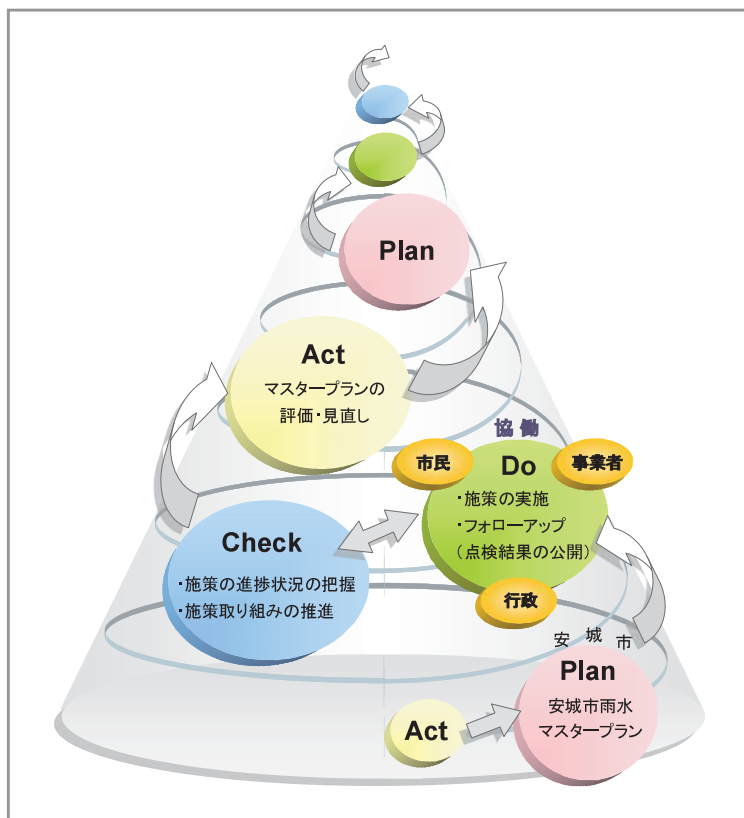 Plan
Act
マスタープランの
評価・見直し
協働
市民
事業者
Do
・施策の実施
・フォローアップ
（点検結果の公開）
行政
Check
・施策の進捗状況の把握
・施策取り組みの推進
安城市
Plan
安城市雨水
マスタープラン
Act